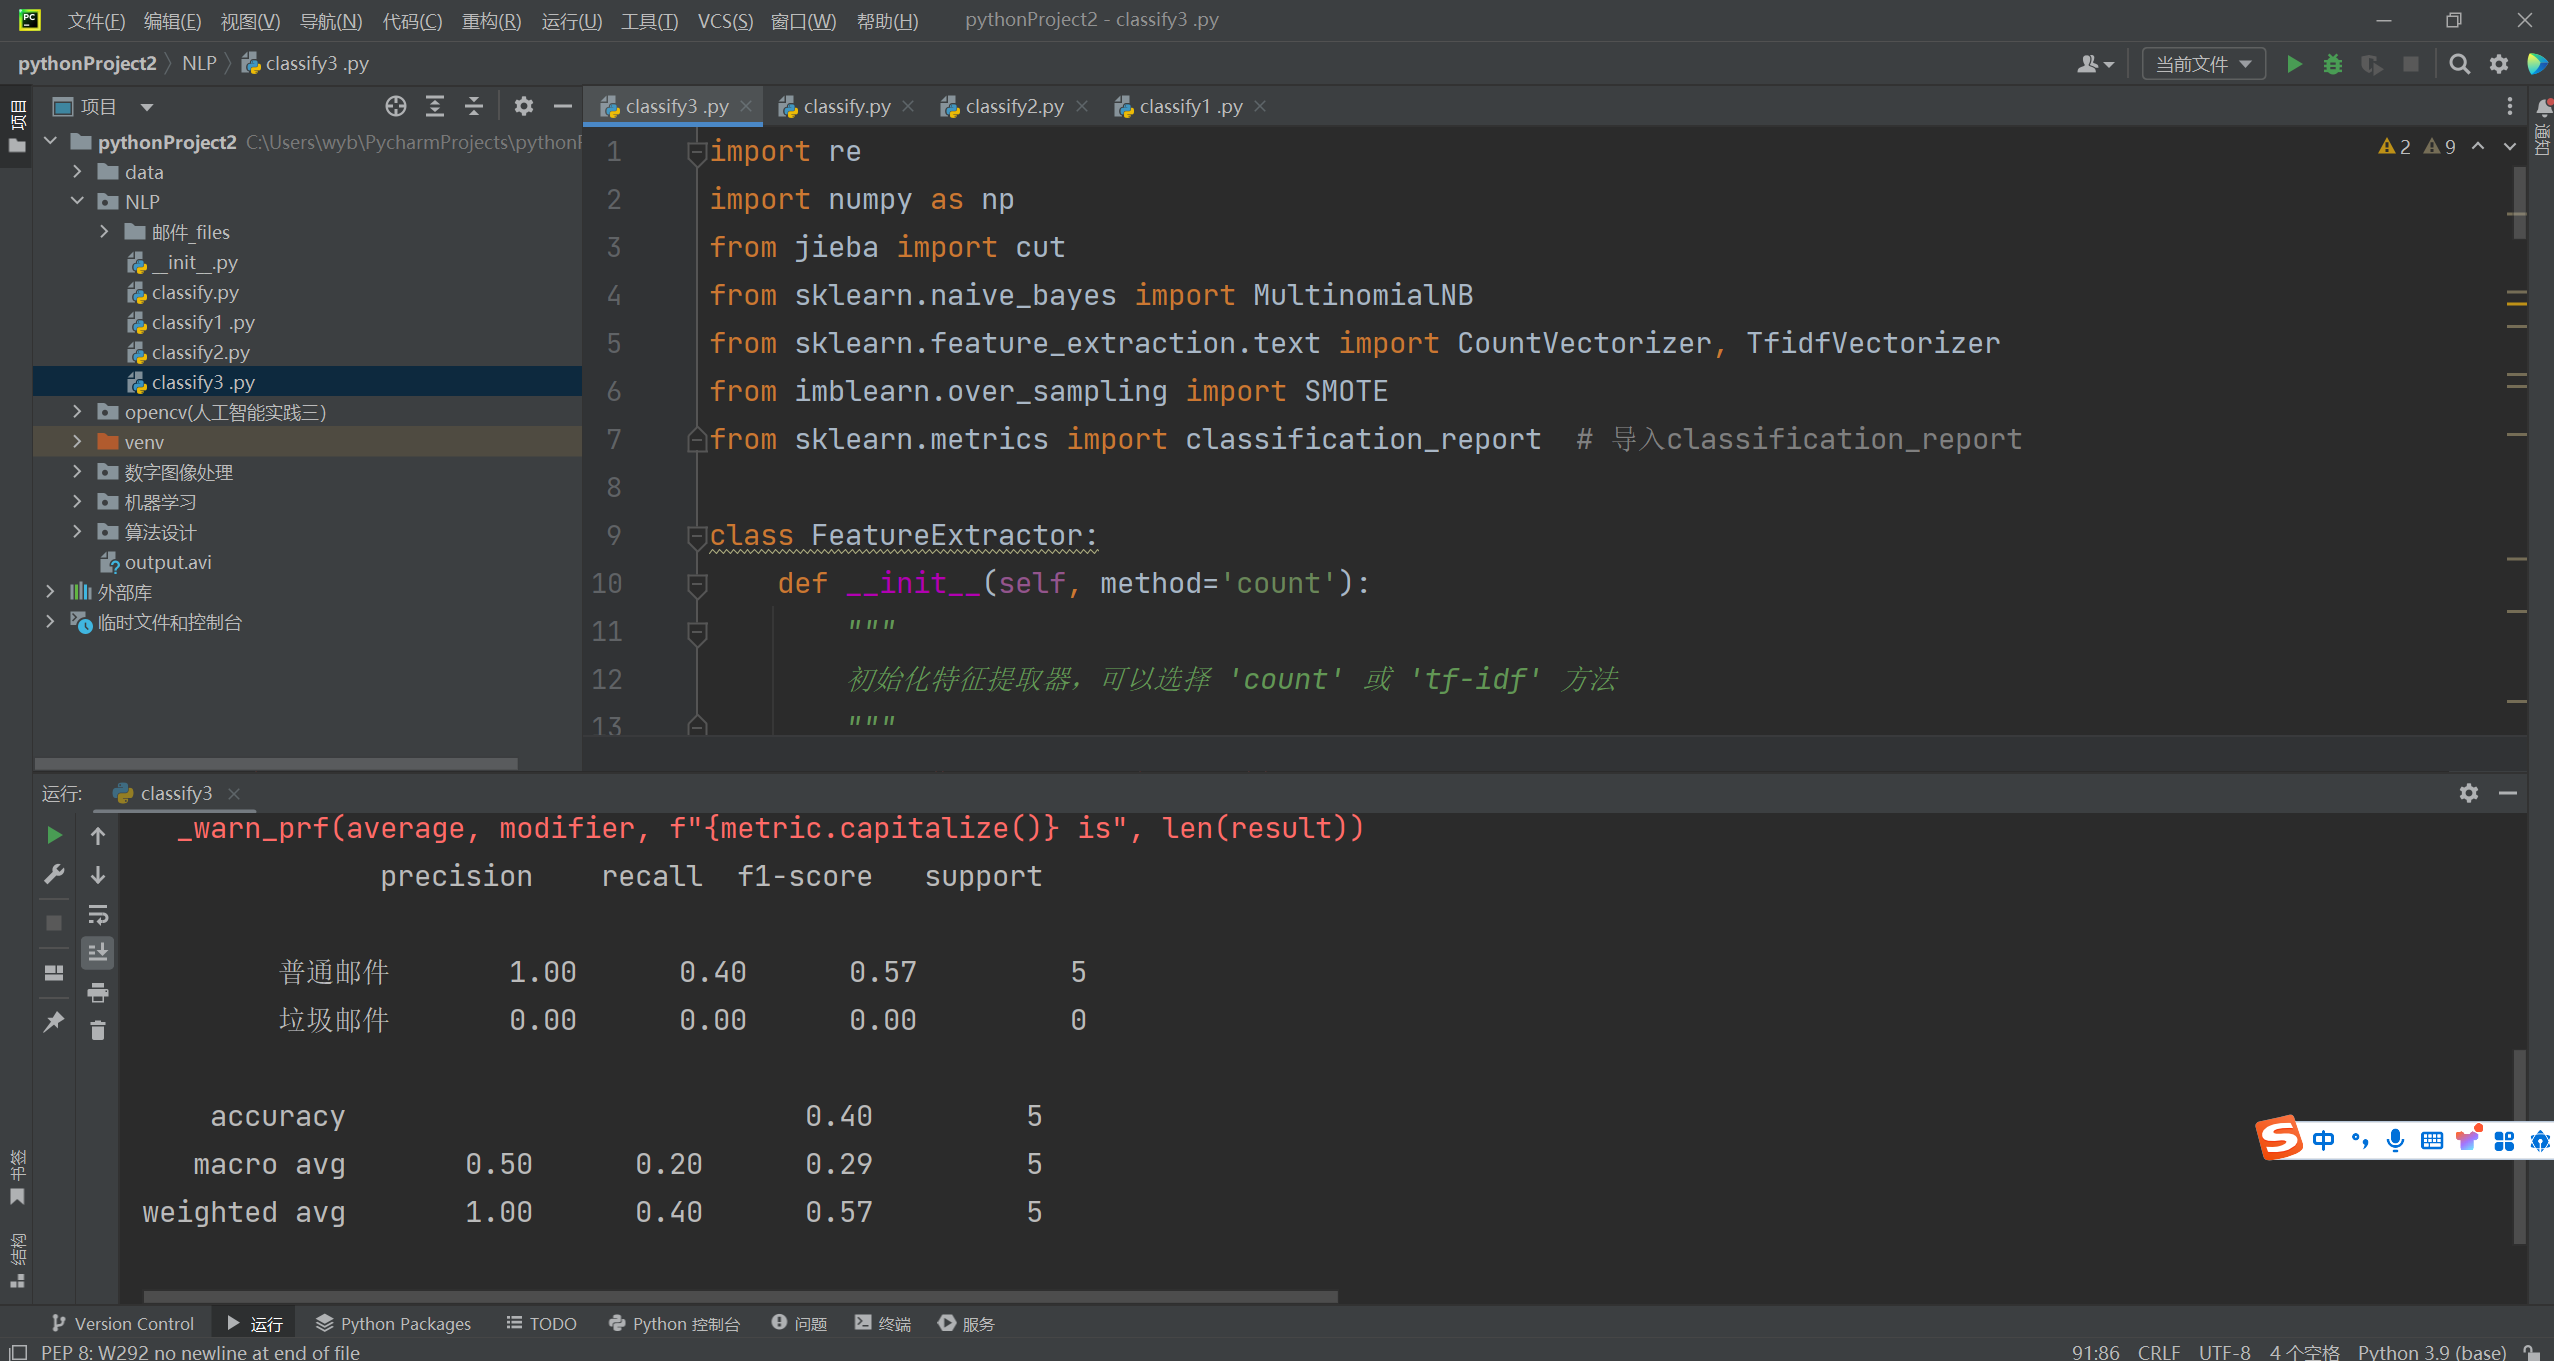 文件(F) 编辑(E) 视图(V) 导航(N) 代码(C) 重构(R) 运行(U) 工具(T) VCS(S) 窗口(W) 帮助(H) pythonProject2 - classify3 .py
pythonProject2 NLP classify3 .py 当前文件
项目
classify3 .py classify.py classify2.py classify1 .py
项目
通知
pythonProject2 C:\Users\wyb\PycharmProjects\pythonP
data
NLP
邮件_files
__init__.py
classify.py
classify1 .py
classify2.py
classify3 .py
opencv(人工智能实践三)
venv
数字图像处理
机器学习
算法设计
output.avi
外部库
临时文件和控制台
2 9
1 import re
2 import numpy as np
3 from jieba import cut
4 from sklearn.naive_bayes import MultinomialNB
5 from sklearn.feature_extraction.text import CountVectorizer, TfidfVectorizer
6 from imblearn.over_sampling import SMOTE
7 from sklearn.metrics import classification_report # 导入classification_report
8
9 class FeatureExtractor:
10 def __init__(self, method='count'):
11 """
12 初始化特征提取器，可以选择 'count' 或 'tf-idf' 方法
13 """
运行: classify3
_warn_prf(average, modifier, f"{metric.capitalize()} is", len(result))
precision recall f1-score support
普通邮件 1.00 0.40 0.57 5
垃圾邮件 0.00 0.00 0.00 0
accuracy 0.40 5
macro avg 0.50 0.20 0.29 5
weighted avg 1.00 0.40 0.57 5
中
书签
结构
Version Control 运行 Python Packages TODO Python 控制台 问题 终端 服务
PEP 8: W292 no newline at end of file 91:86 CRLF UTF-8 4 个空格 Python 3.9 (base)